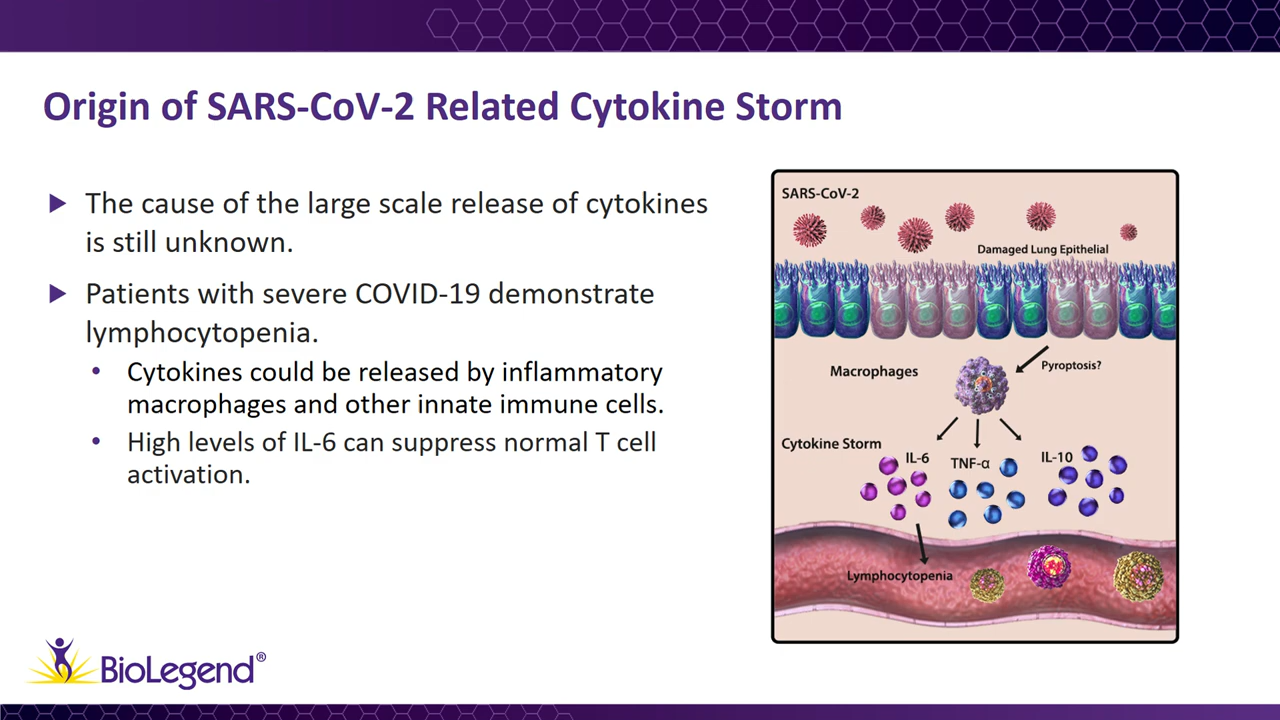 Origin of SARS-CoV-2 Related Cytokine Storm
The cause of the large scale release of cytokines
is still unknown.
Patients with severe COVID-19 demonstrate
lymphocytopenia.
Cytokines could be released by inflammatory
macrophages and other innate immune cells.
High levels of IL-6 can suppress normal T cell
activation.
SARS-CoV-2
Damaged Lung Epithelial
Macrophages
Pyroptosis?
Cytokine Storm
IL-6
TNF-α
IL-10
Lymphocytopenia
BioLegend®